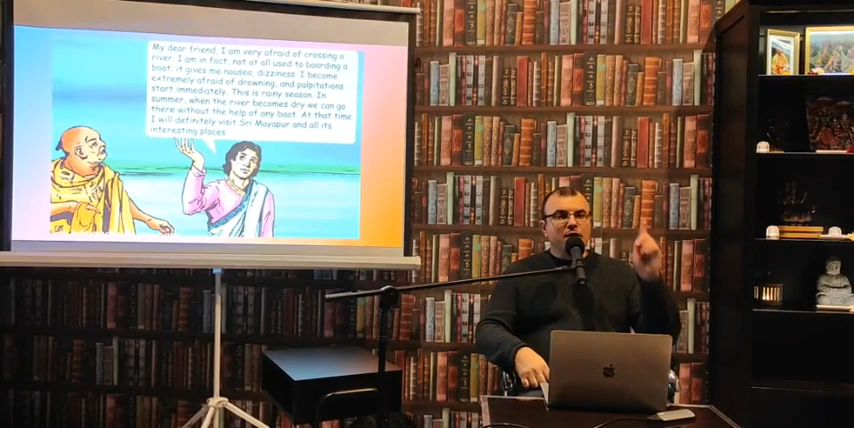 My dear friend, I am very afraid of crossing a
river. I am in fact, not at all used to boarding a
boat; it gives me nausea, dizziness. I become
extremely afraid of drowning, and palpitations
start immediately. This is rainy season. In
summer, when the river becomes dry we can go
there without the help of any boat. At that time
I will definitely visit Sri Mayapur and all its
interesting places.